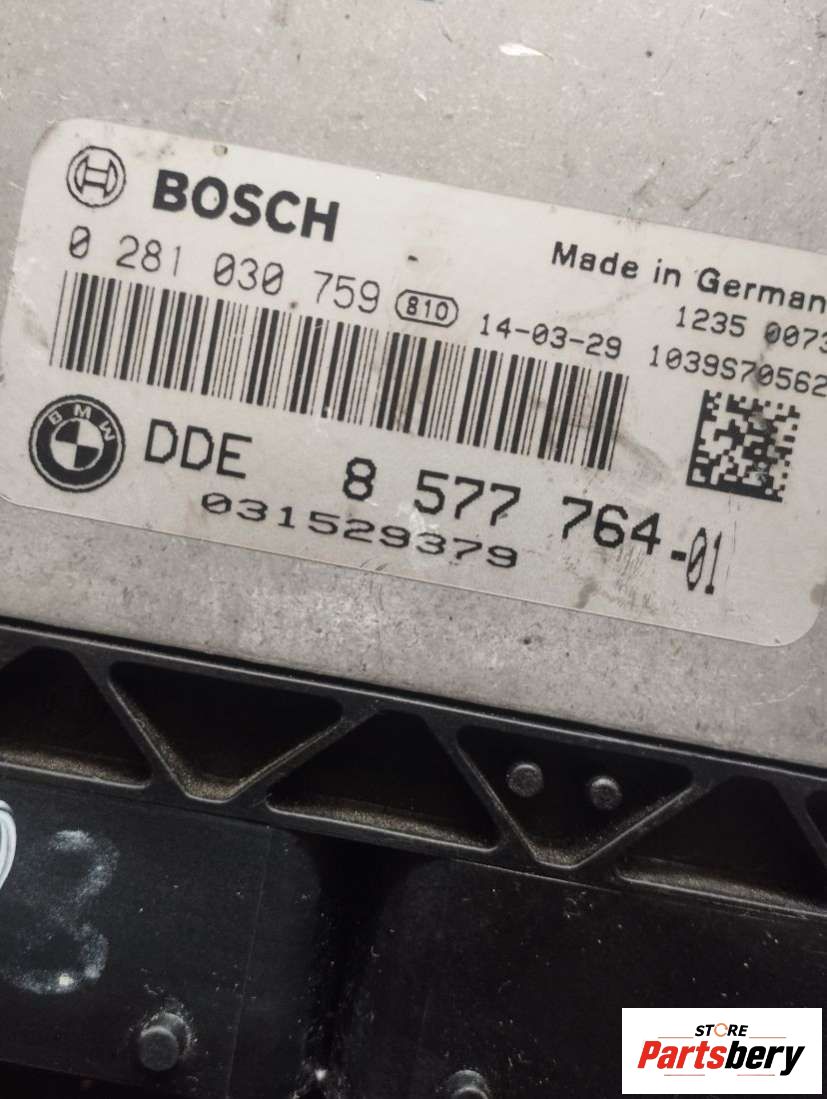 BOSCH
Made in German
0 281 030 759 810 14-03-29
1235 0073
1039S70562
BMW DDE 8 577 764-01
031529379
3
STORE
Partsbery